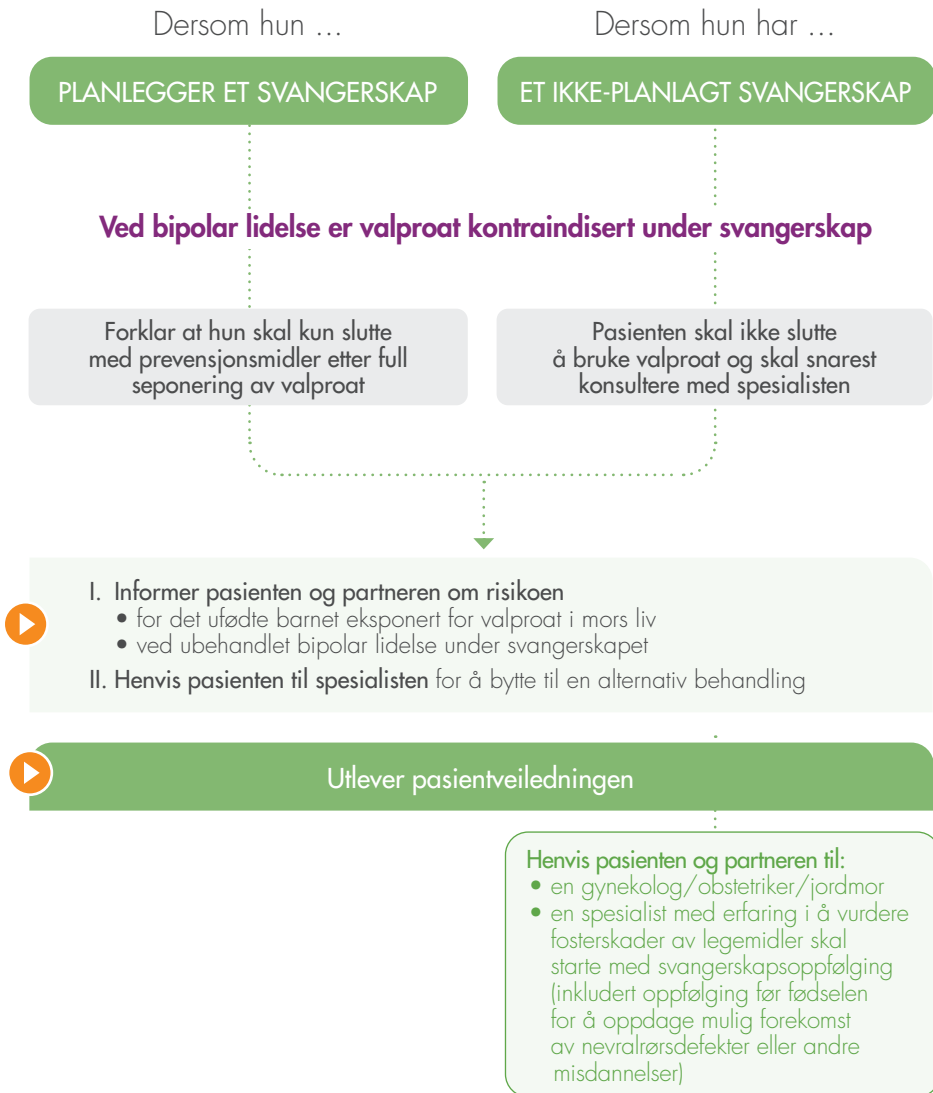 Dersom hun ...
PLANLEGGER ET SVANGERSKAP
Dersom hun har ...
ET IKKE-PLANLAGT SVANGERSKAP
Ved bipolar lidelse er valproat kontraindisert under svangerskap
Forklar at hun skal kun slutte
med prevensjonsmidler etter full
seponering av valproat
Pasienten skal ikke slutte
å bruke valproat og skal snarest
konsultere med spesialisten
I. Informer pasienten og partneren om risikoen
• for det ufødte barnet eksponert for valproat i mors liv
• ved ubehandlet bipolar lidelse under svangerskapet
II. Henvis pasienten til spesialisten for å bytte til en alternativ behandling
Utlever pasientveiledningen
Henvis pasienten og partneren til:
• en gynekolog/obstetriker/jordmor
• en spesialist med erfaring i å vurdere
fosterskader av legemidler skal
starte med svangerskapsoppfølging
(inkludert oppfølging før fødselen
for å oppdage mulig forekomst
av nevralrørsdefekter eller andre
misdannelser)